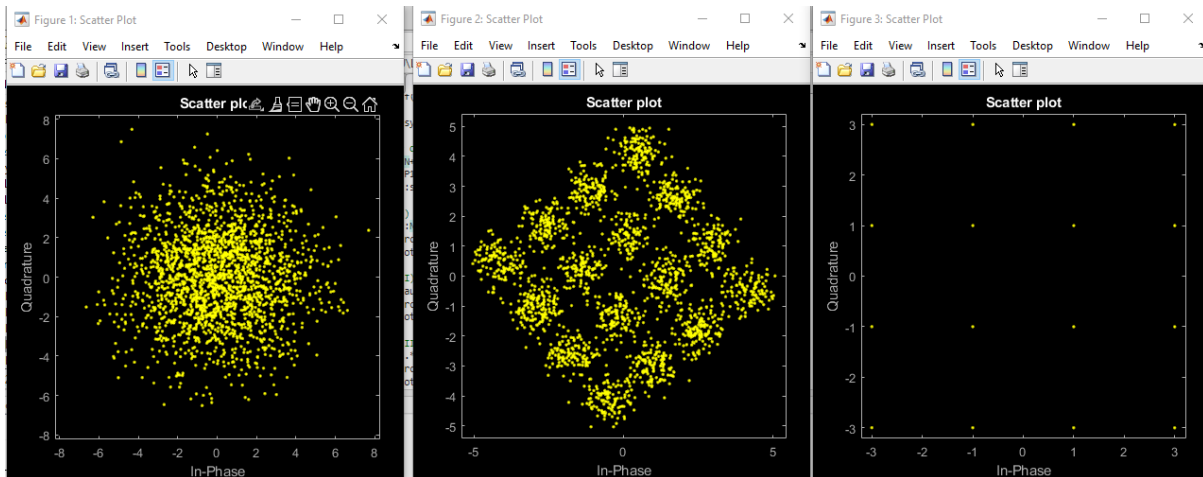 Figure 1: Scatter Plot
File Edit View Insert Tools Desktop Window Help
Scatter plo
8
6
4
2
0
-2
-4
-6
-8
Quadrature
-8 -6 -4 -2 0 2 4 6 8
In-Phase
Figure 2: Scatter Plot
File Edit View Insert Tools Desktop Window Help
Scatter plot
5
4
3
2
1
0
-1
-2
-3
-4
-5
Quadrature
-5 0 5
In-Phase
Figure 3: Scatter Plot
File Edit View Insert Tools Desktop Window Help
Scatter plot
3
2
1
0
-1
-2
-3
Quadrature
-3 -2 -1 0 1 2 3
In-Phase